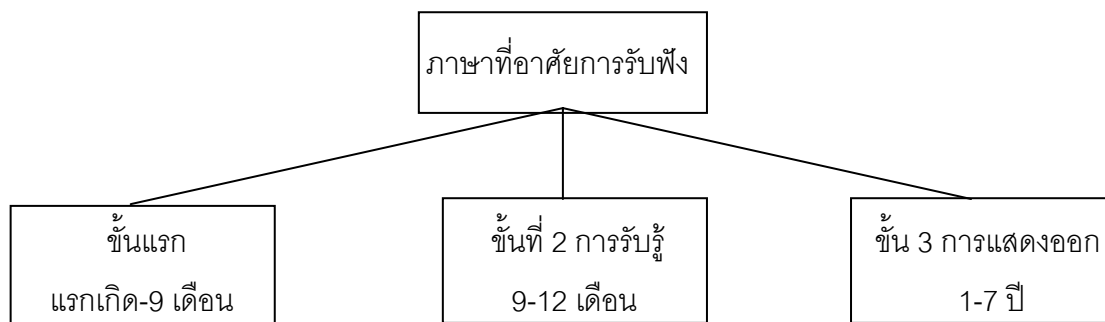 ภาษาที่อาศัยการรับฟัง
ขั้นแรก
แรกเกิด-9 เดือน
ขั้นที่ 2 การรับรู้
9-12 เดือน
ขั้น 3 การแสดงออก
1-7 ปี